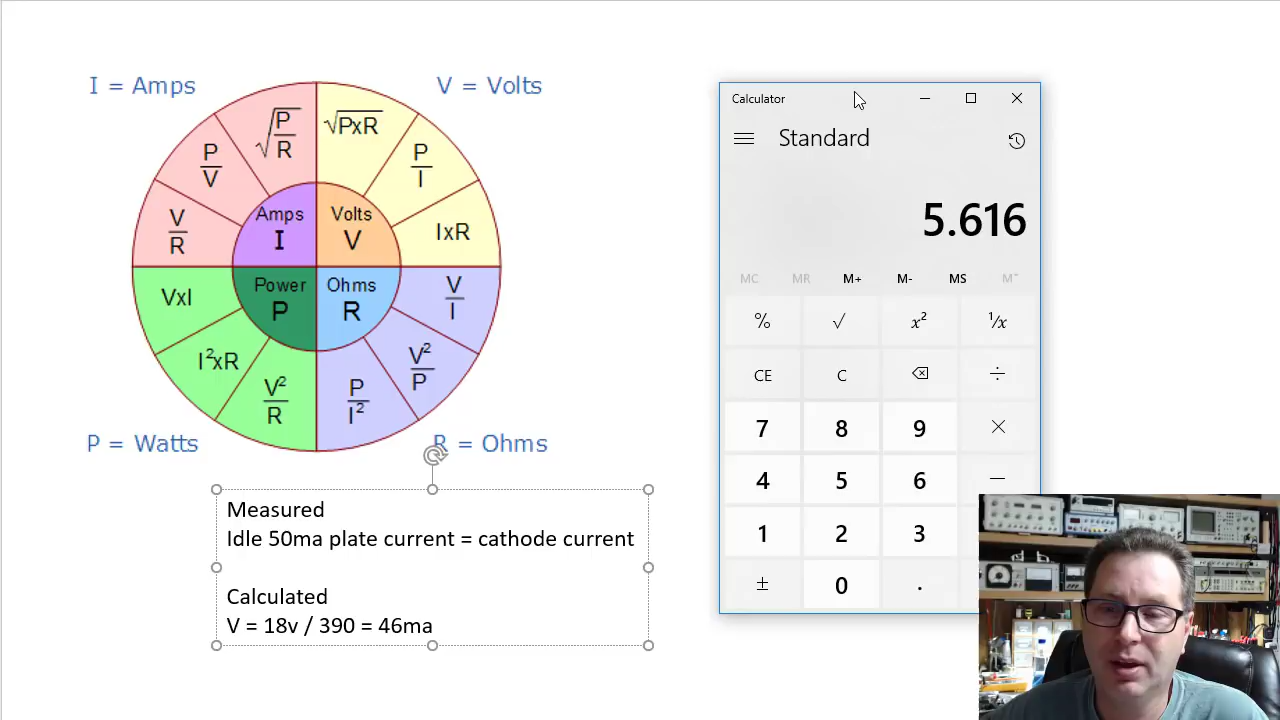 I = Amps
V = Volts
√P/R
√PxR
P/V
P/I
V/R
IxR
Amps
I
Volts
V
Power
P
Ohms
R
VxI
V/I
I²xR
V²/P
V²/R
P/I²
P = Watts
R = Ohms
Measured
Idle 50ma plate current = cathode current
Calculated
V = 18v / 390 = 46ma
Calculator
Standard
5.616
MC MR M+ M- MS M˅
% √ x² ¹/x
CE C ÷
7 8 9 ×
4 5 6 −
1 2 3
± 0 .